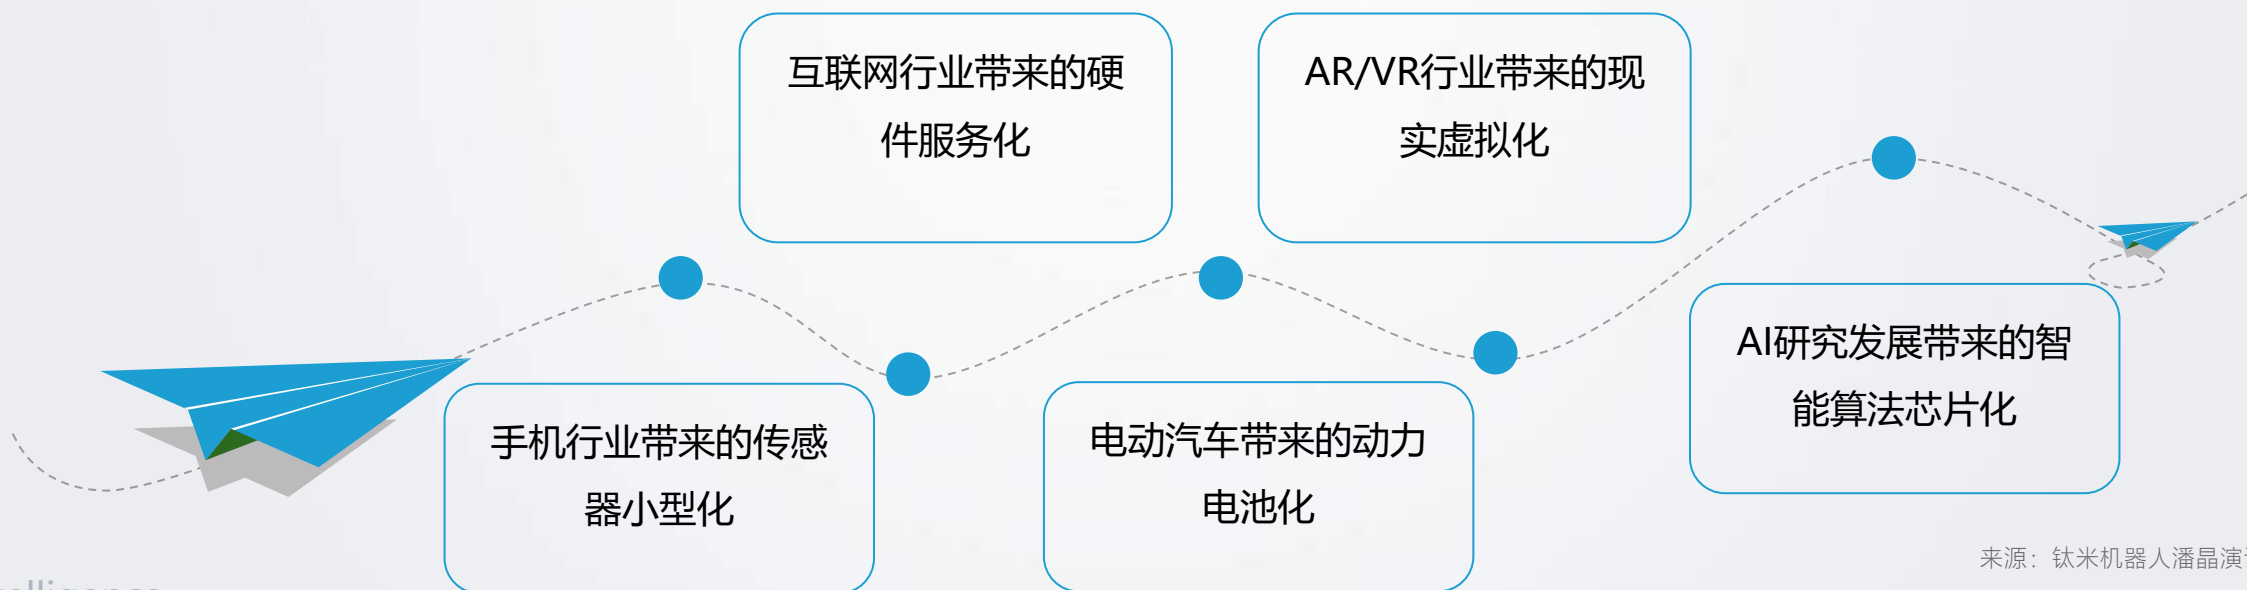 互联网行业带来的硬
件服务化
AR/VR行业带来的现
实虚拟化
手机行业带来的传感
器小型化
电动汽车带来的动力
电池化
AI研究发展带来的智
能算法芯片化
来源：钛米机器人潘晶演